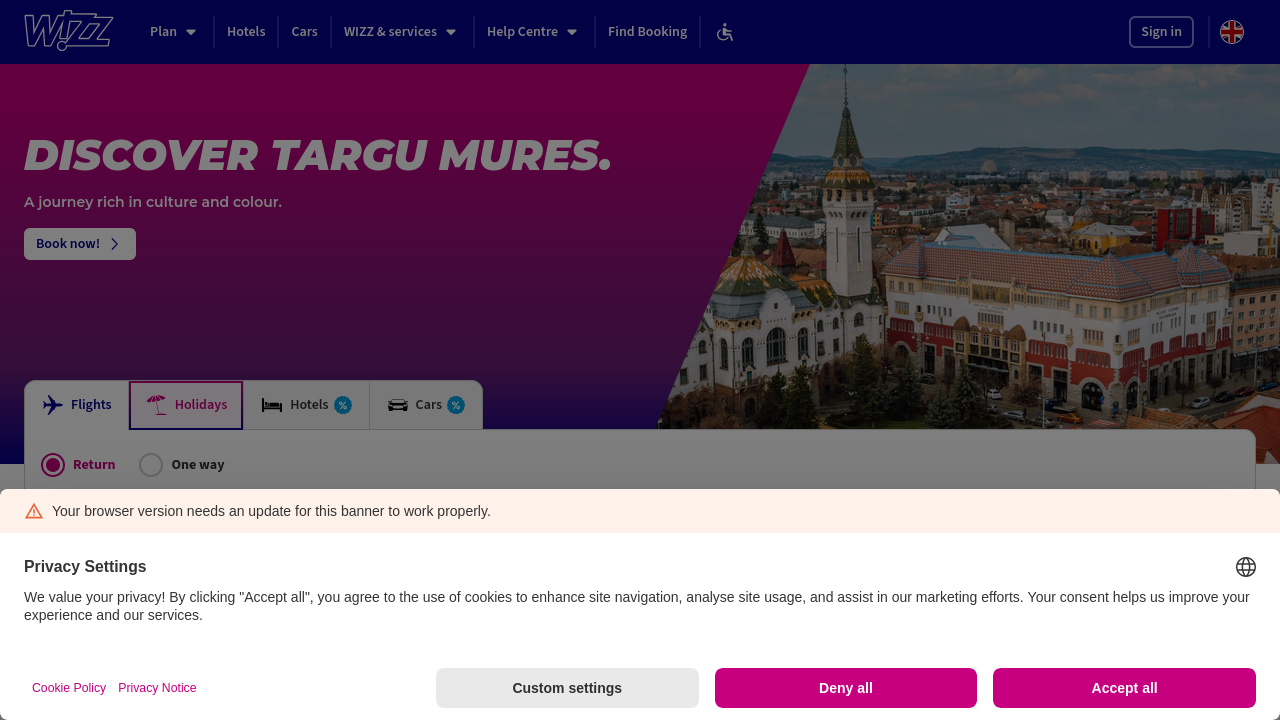 WIZZ
Plan
Hotels
Cars
WIZZ & services
Help Centre
Find Booking
Sign in
DISCOVER TARGU MURES.
A journey rich in culture and colour.
Book now!
Flights
Holidays
Hotels %
Cars %
Return
One way
Your browser version needs an update for this banner to work properly.
Privacy Settings
We value your privacy! By clicking "Accept all", you agree to the use of cookies to enhance site navigation, analyse site usage, and assist in our marketing efforts. Your consent helps us improve your
experience and our services.
Cookie Policy
Privacy Notice
Custom settings
Deny all
Accept all